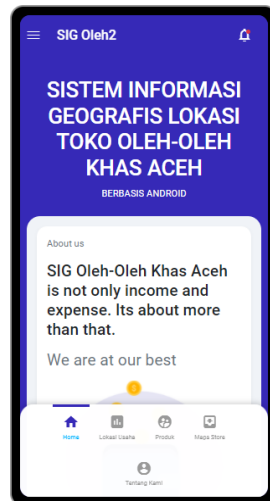 SIG Oleh2
SISTEM INFORMASI
GEOGRAFIS LOKASI
TOKO OLEH-OLEH
KHAS ACEH
BERBASIS ANDROID
About us
SIG Oleh-Oleh Khas Aceh
is not only income and
expense. Its about more
than that.
We are at our best
Home
Lokasi Usaha
Produk
Maps Store
Tantang Kami